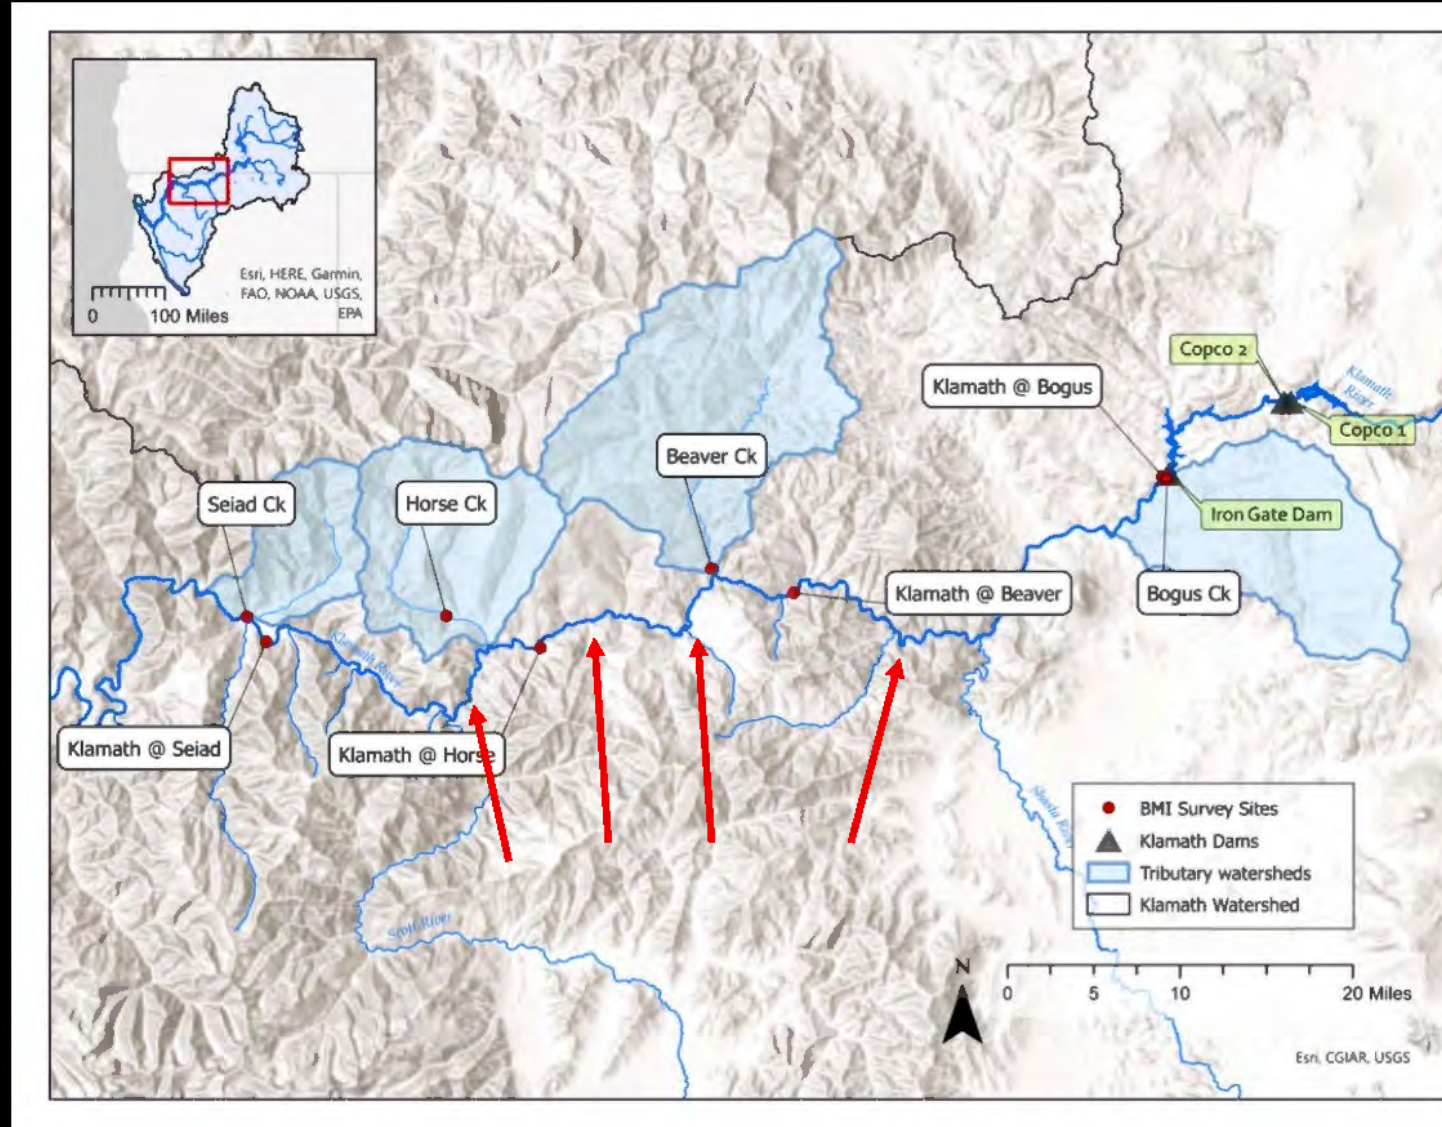 Esri, HERE, Garmin,
FAO, NOAA, USGS,
EPA
0 100 Miles
Copco 2
Klamath
River
Klamath @ Bogus
Copco 1
Beaver Ck
Seiad Ck
Horse Ck
Iron Gate Dam
Klamath @ Beaver
Bogus Ck
Klamath River
Klamath @ Seiad
Klamath @ Horse
Shasta River
BMI Survey Sites
Klamath Dams
Tributary watersheds
Klamath Watershed
Scott River
N
0 5 10 20 Miles
Esri, CGIAR, USGS